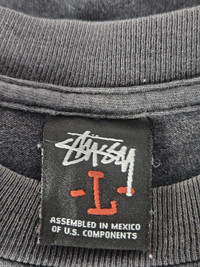 Stüssy
-L-
ASSEMBLED IN MEXICO
OF U.S. COMPONENTS